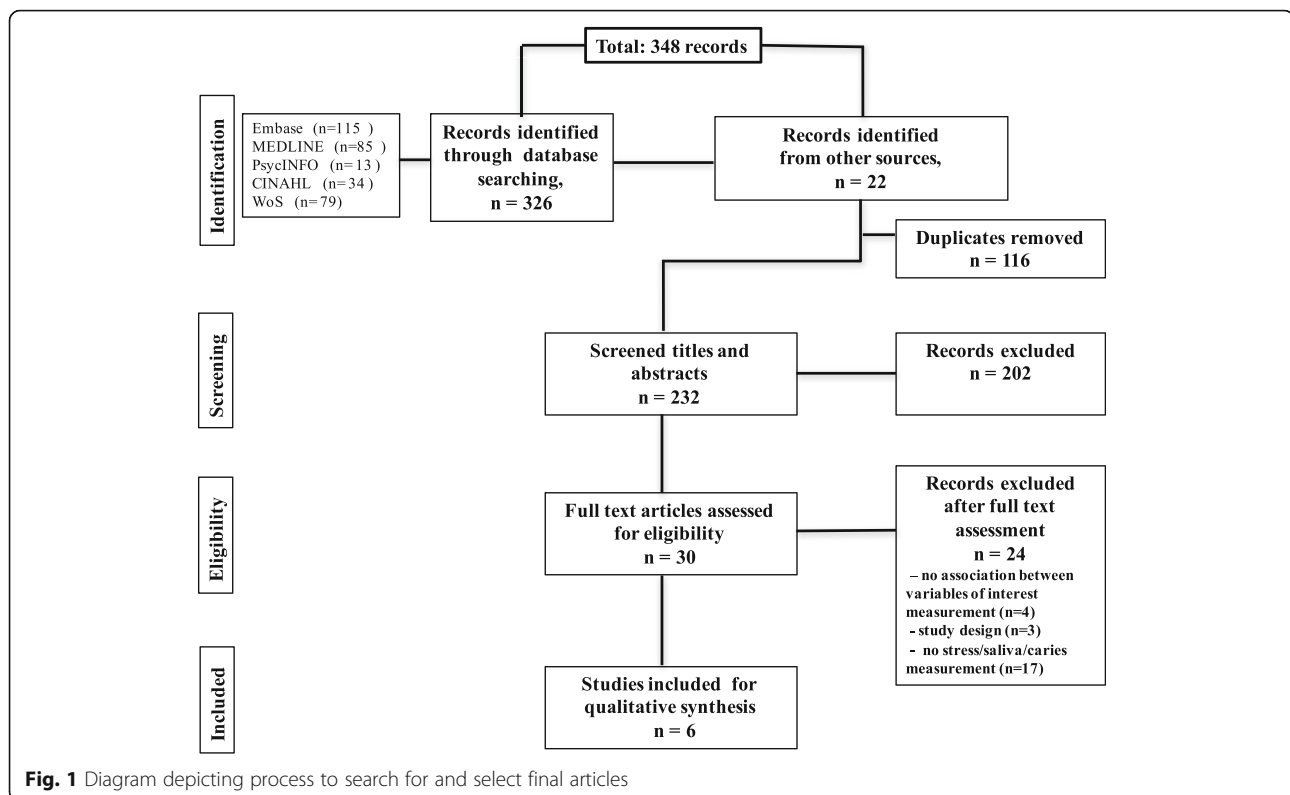 Total: 348 records
Identification
Embase (n=115 )
MEDLINE (n=85 )
PsycINFO (n=13 )
CINAHL (n=34 )
WoS (n=79)
Records identified
through database
searching,
n = 326
Records identified
from other sources,
n = 22
Duplicates removed
n = 116
Screening
Screened titles and
abstracts
n = 232
Records excluded
n = 202
Eligibility
Full text articles assessed
for eligibility
n = 30
Records excluded
after full text
assessment
n = 24
– no association between
variables of interest
measurement (n=4)
- study design (n=3)
- no stress/saliva/caries
measurement (n=17)
Included
Studies included for
qualitative synthesis
n = 6
Fig. 1 Diagram depicting process to search for and select final articles